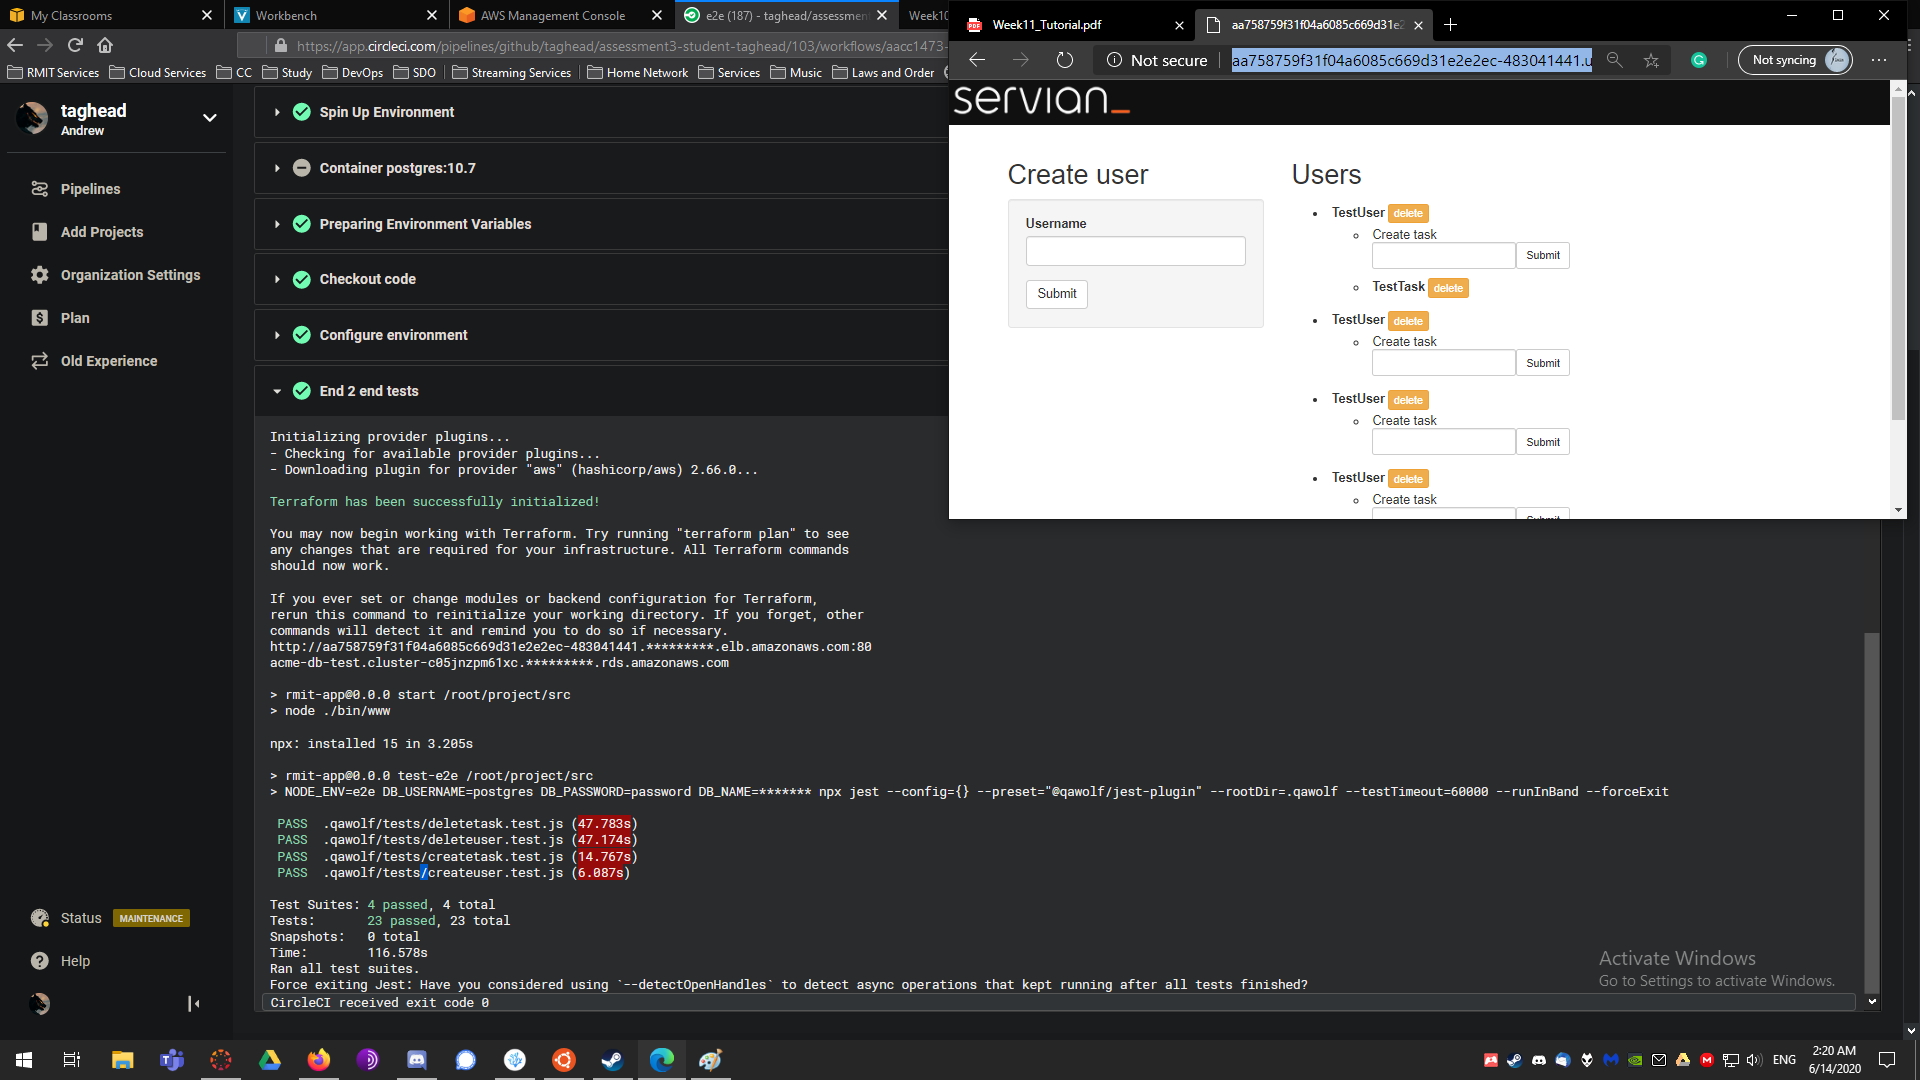 My Classrooms
Workbench
AWS Management Console
e2e (187) - taghead/assessment
Week10
https://app.circleci.com/pipelines/github/taghead/assessment3-student-taghead/103/workflows/aacc1473-
RMIT Services
Cloud Services
CC
Study
DevOps
SDO
Streaming Services
Home Network
Services
Music
Laws and Order
taghead
Andrew
Pipelines
Add Projects
Organization Settings
Plan
Old Experience
Status
MAINTENANCE
Help
Spin Up Environment
Container postgres:10.7
Preparing Environment Variables
Checkout code
Configure environment
End 2 end tests
Initializing provider plugins...
- Checking for available provider plugins...
- Downloading plugin for provider "aws" (hashicorp/aws) 2.66.0...
Terraform has been successfully initialized!
You may now begin working with Terraform. Try running "terraform plan" to see
any changes that are required for your infrastructure. All Terraform commands
should now work.
If you ever set or change modules or backend configuration for Terraform,
rerun this command to reinitialize your working directory. If you forget, other
commands will detect it and remind you to do so if necessary.
http://aa758759f31f04a6085c669d31e2e2ec-483041441.*********.elb.amazonaws.com:80
acme-db-test.cluster-c05jnzpm61xc.*********.rds.amazonaws.com
> rmit-app@0.0.0 start /root/project/src
> node ./bin/www
npx: installed 15 in 3.205s
> rmit-app@0.0.0 test-e2e /root/project/src
> NODE_ENV=e2e DB_USERNAME=postgres DB_PASSWORD=password DB_NAME=******* npx jest --config={} --preset="@qawolf/jest-plugin" --rootDir=.qawolf --testTimeout=60000 --runInBand --forceExit
PASS .qawolf/tests/deletetask.test.js (47.783s)
PASS .qawolf/tests/deleteuser.test.js (47.174s)
PASS .qawolf/tests/createtask.test.js (14.767s)
PASS .qawolf/tests/createuser.test.js (6.087s)
Test Suites: 4 passed, 4 total
Tests: 23 passed, 23 total
Snapshots: 0 total
Time: 116.578s
Ran all test suites.
Force exiting Jest: Have you considered using `--detectOpenHandles` to detect async operations that kept running after all tests finished?
CircleCI received exit code 0
Week11_Tutorial.pdf
aa758759f31f04a6085c669d31e2
Not secure
aa758759f31f04a6085c669d31e2e2ec-483041441.u
Not syncing
servian_
Create user
Username
Submit
Users
TestUser delete
Create task
Submit
TestTask delete
TestUser delete
Create task
Submit
TestUser delete
Create task
Submit
TestUser delete
Create task
Submit
Activate Windows
Go to Settings to activate Windows.
ENG
2:20 AM
6/14/2020